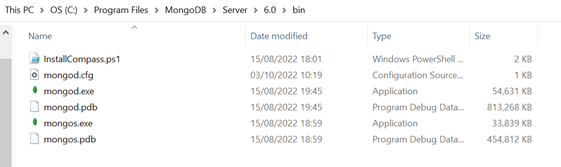 This PC > OS (C:) > Program Files > MongoDB > Server > 6.0 > bin
Name Date modified Type Size
InstallCompass.ps1 15/08/2022 18:01 Windows PowerShell ... 2 KB
mongod.cfg 03/10/2022 10:19 Configuration Source... 1 KB
mongod.exe 15/08/2022 19:45 Application 54,631 KB
mongod.pdb 15/08/2022 19:45 Program Debug Data... 813,268 KB
mongos.exe 15/08/2022 18:59 Application 33,839 KB
mongos.pdb 15/08/2022 18:59 Program Debug Data... 454,812 KB